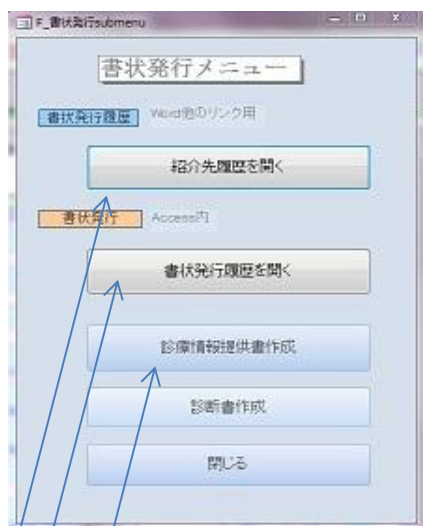 F_書状発行submenu
書状発行メニュー
書状発行履歴 Word他のリンク用
紹介先履歴を開く
書状発行 Access内
書状発行履歴を開く
診療情報提供書作成
診断書作成
閉じる